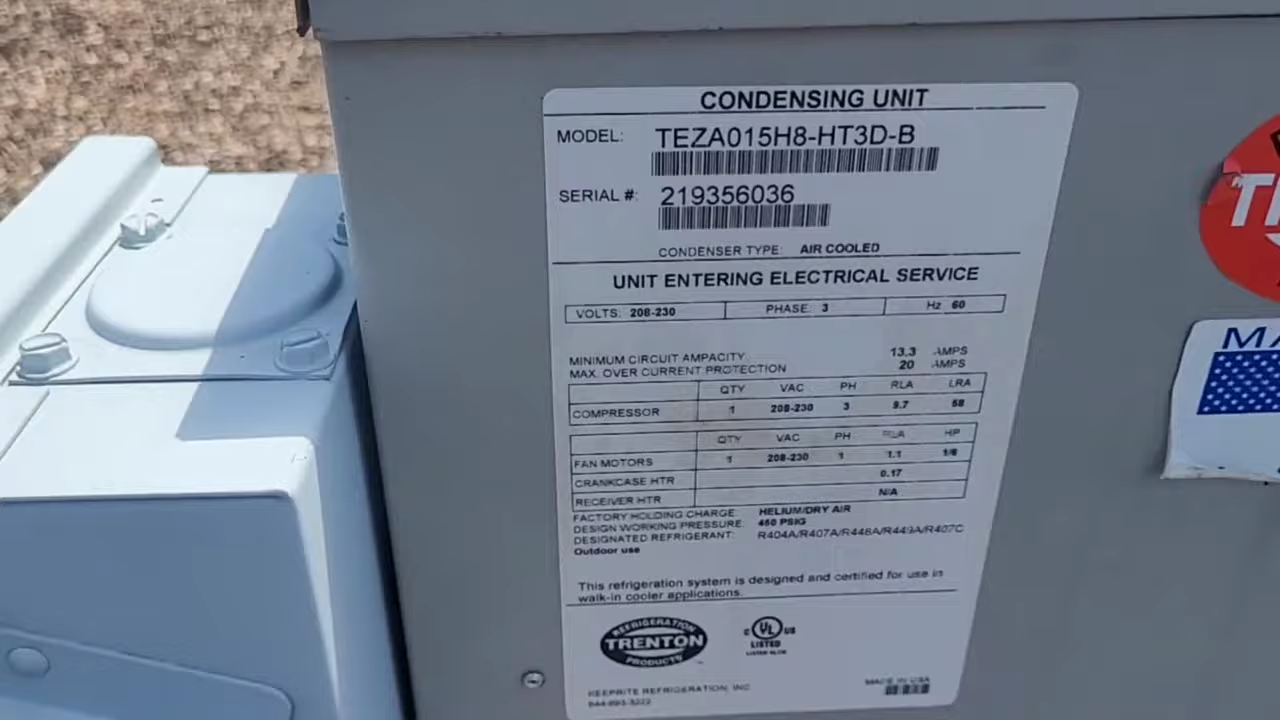 CONDENSING UNIT
MODEL: TEZA015H8-HT3D-B
SERIAL #: 219356036
CONDENSER TYPE: AIR COOLED
UNIT ENTERING ELECTRICAL SERVICE
VOLTS: 208-230 PHASE: 3 Hz 60
MINIMUM CIRCUIT AMPACITY 13.3 AMPS
MAX. OVER CURRENT PROTECTION 20 AMPS
QTY VAC PH RLA LRA
COMPRESSOR 1 208-230 3 9.7 58
QTY VAC PH RLA HP
FAN MOTORS 1 208-230 1 1.1
CRANKCASE HTR 0.17
RECEIVER HTR N/A
FACTORY HOLDING CHARGE: HELIUM/DRY AIR
DESIGN WORKING PRESSURE: 450 PSIG
DESIGNATED REFRIGERANT: R404A/R407A/R448A/R449A/R407C
Outdoor use
This refrigeration system is designed and certified for use in
walk-in cooler applications.
REFRIGERATION
TRENTON
PRODUCTS
C UL US
LISTED
KEEPRITE REFRIGERATION, INC
MADE IN USA
T
MA